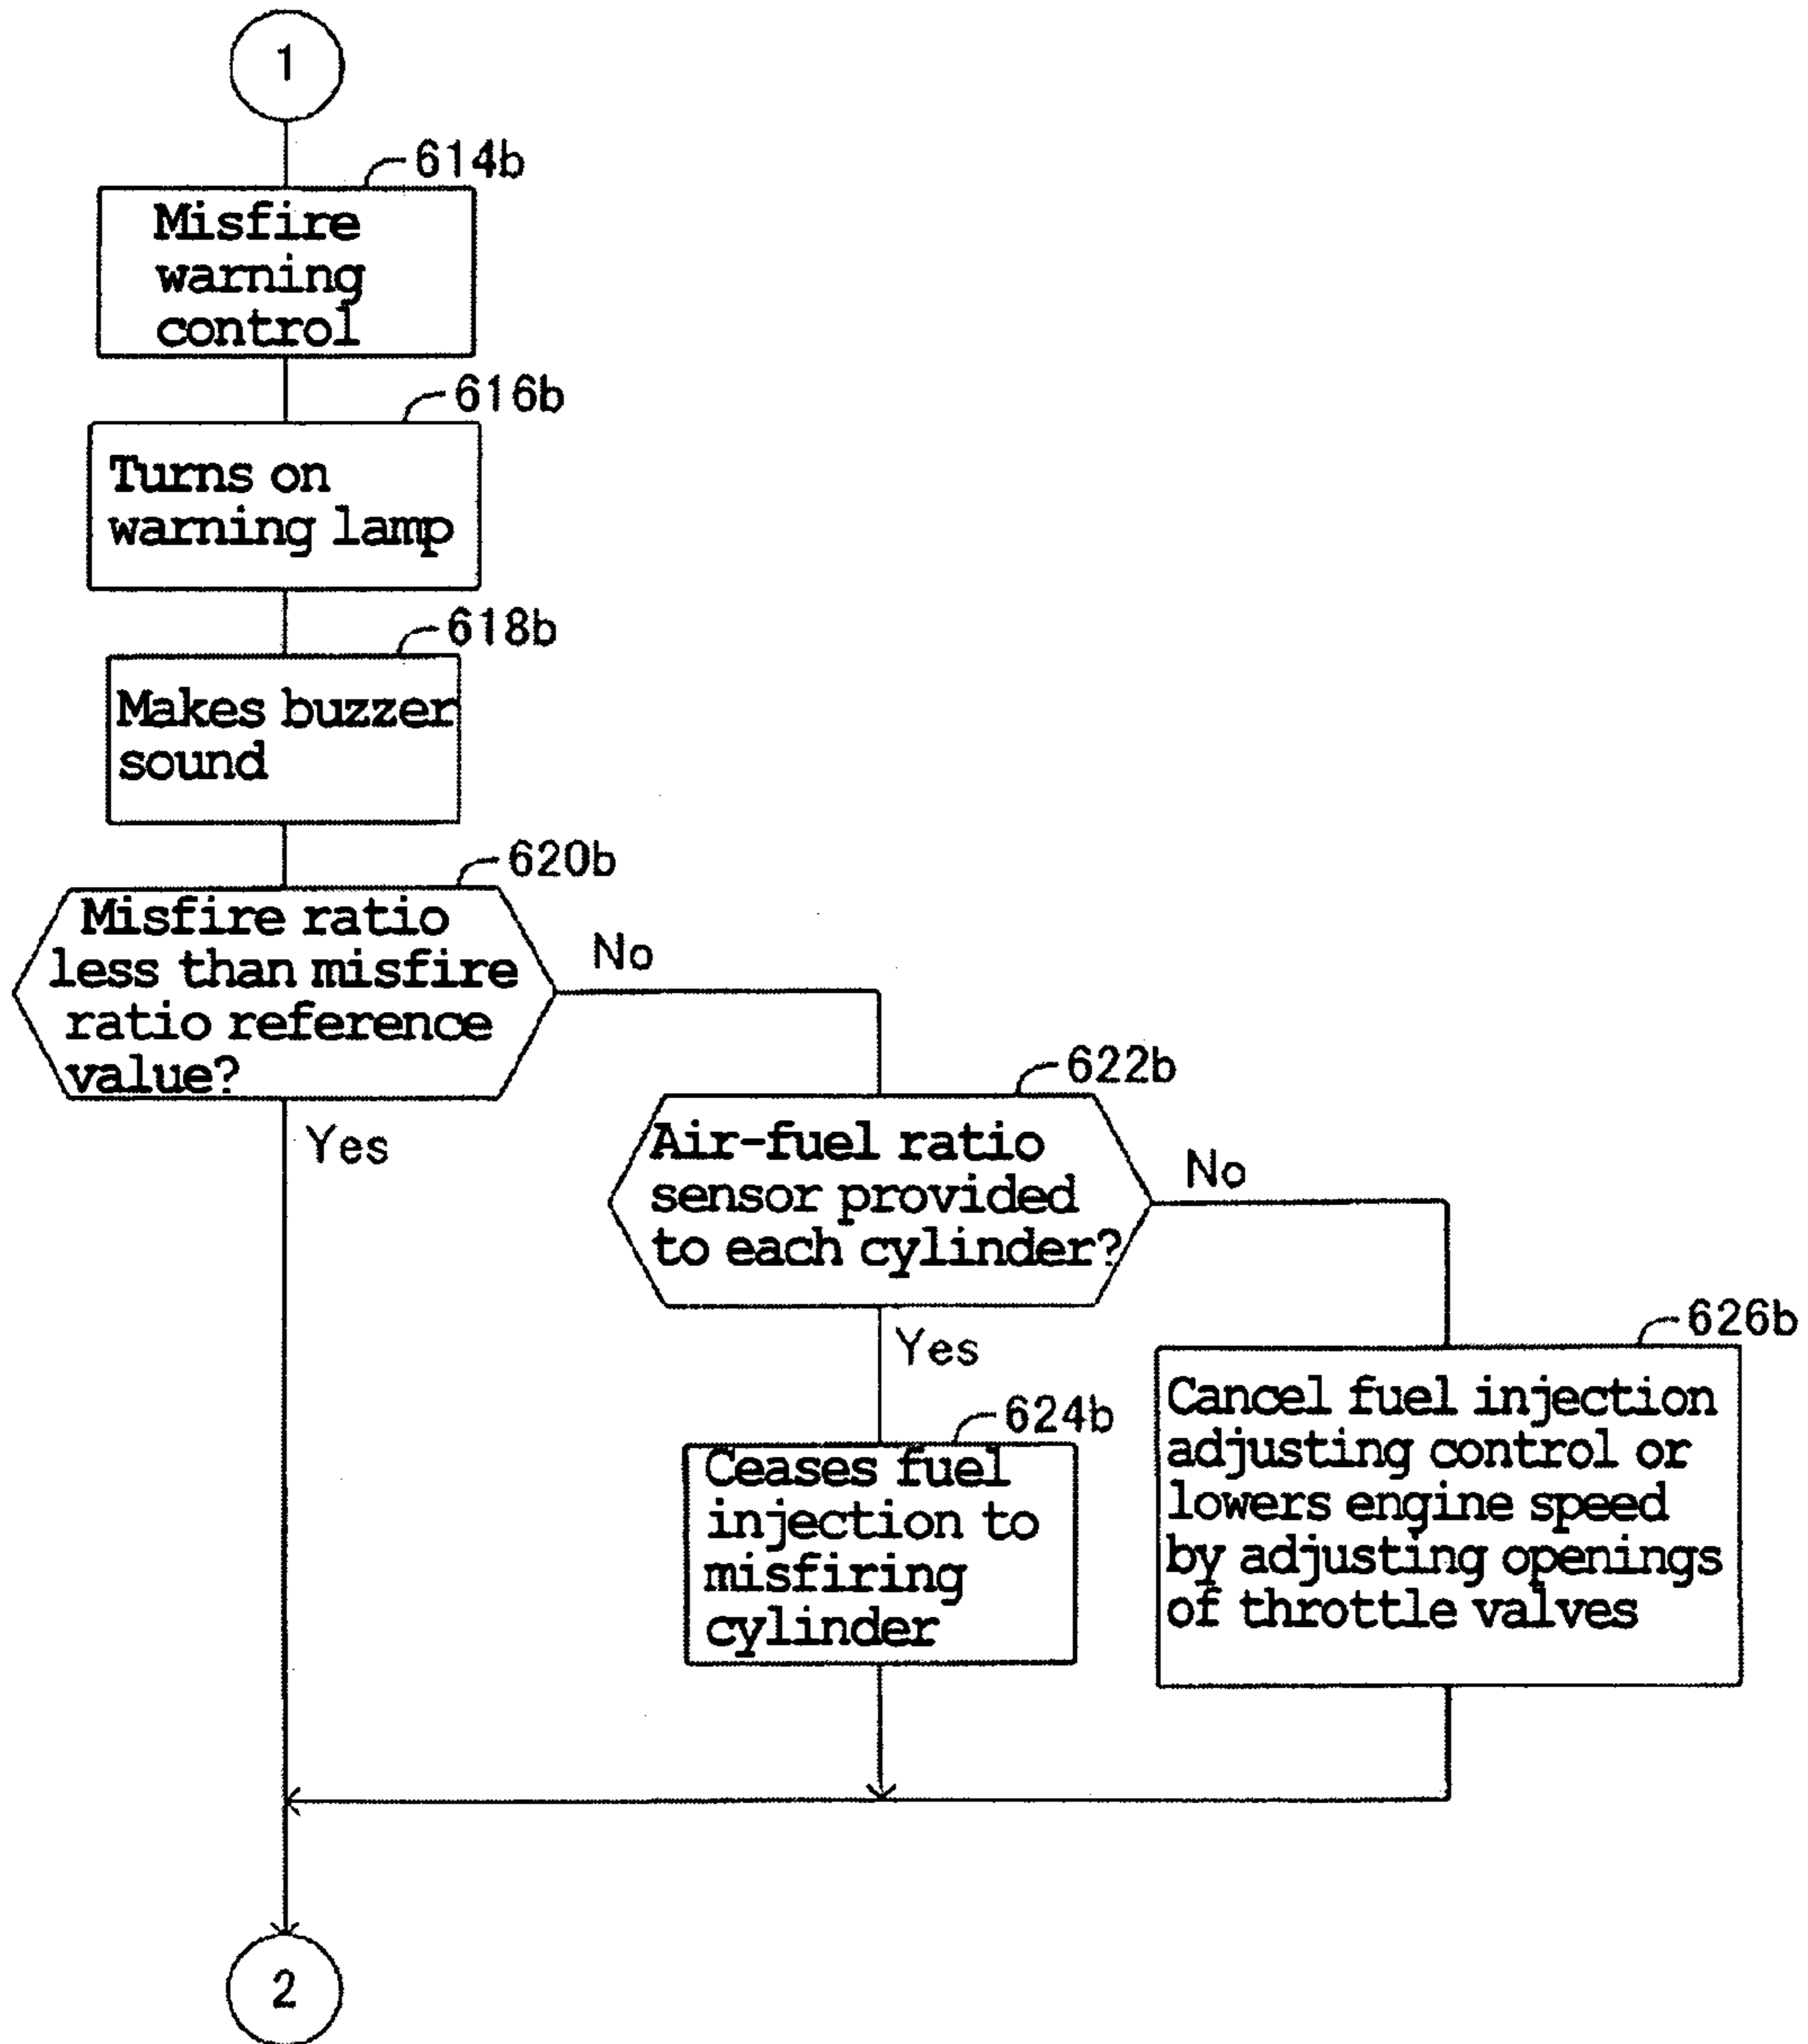 1
614b
Misfire
warning
control
616b
Turns on
warning lamp
618b
Makes buzzer
sound
620b
Misfire ratio
less than misfire
ratio reference
value?
No
Yes
622b
Air-fuel ratio
sensor provided
to each cylinder?
No
Yes
624b
Ceases fuel
injection to
misfiring
cylinder
626b
Cancel fuel injection
adjusting control or
lowers engine speed
by adjusting openings
of throttle valves
2